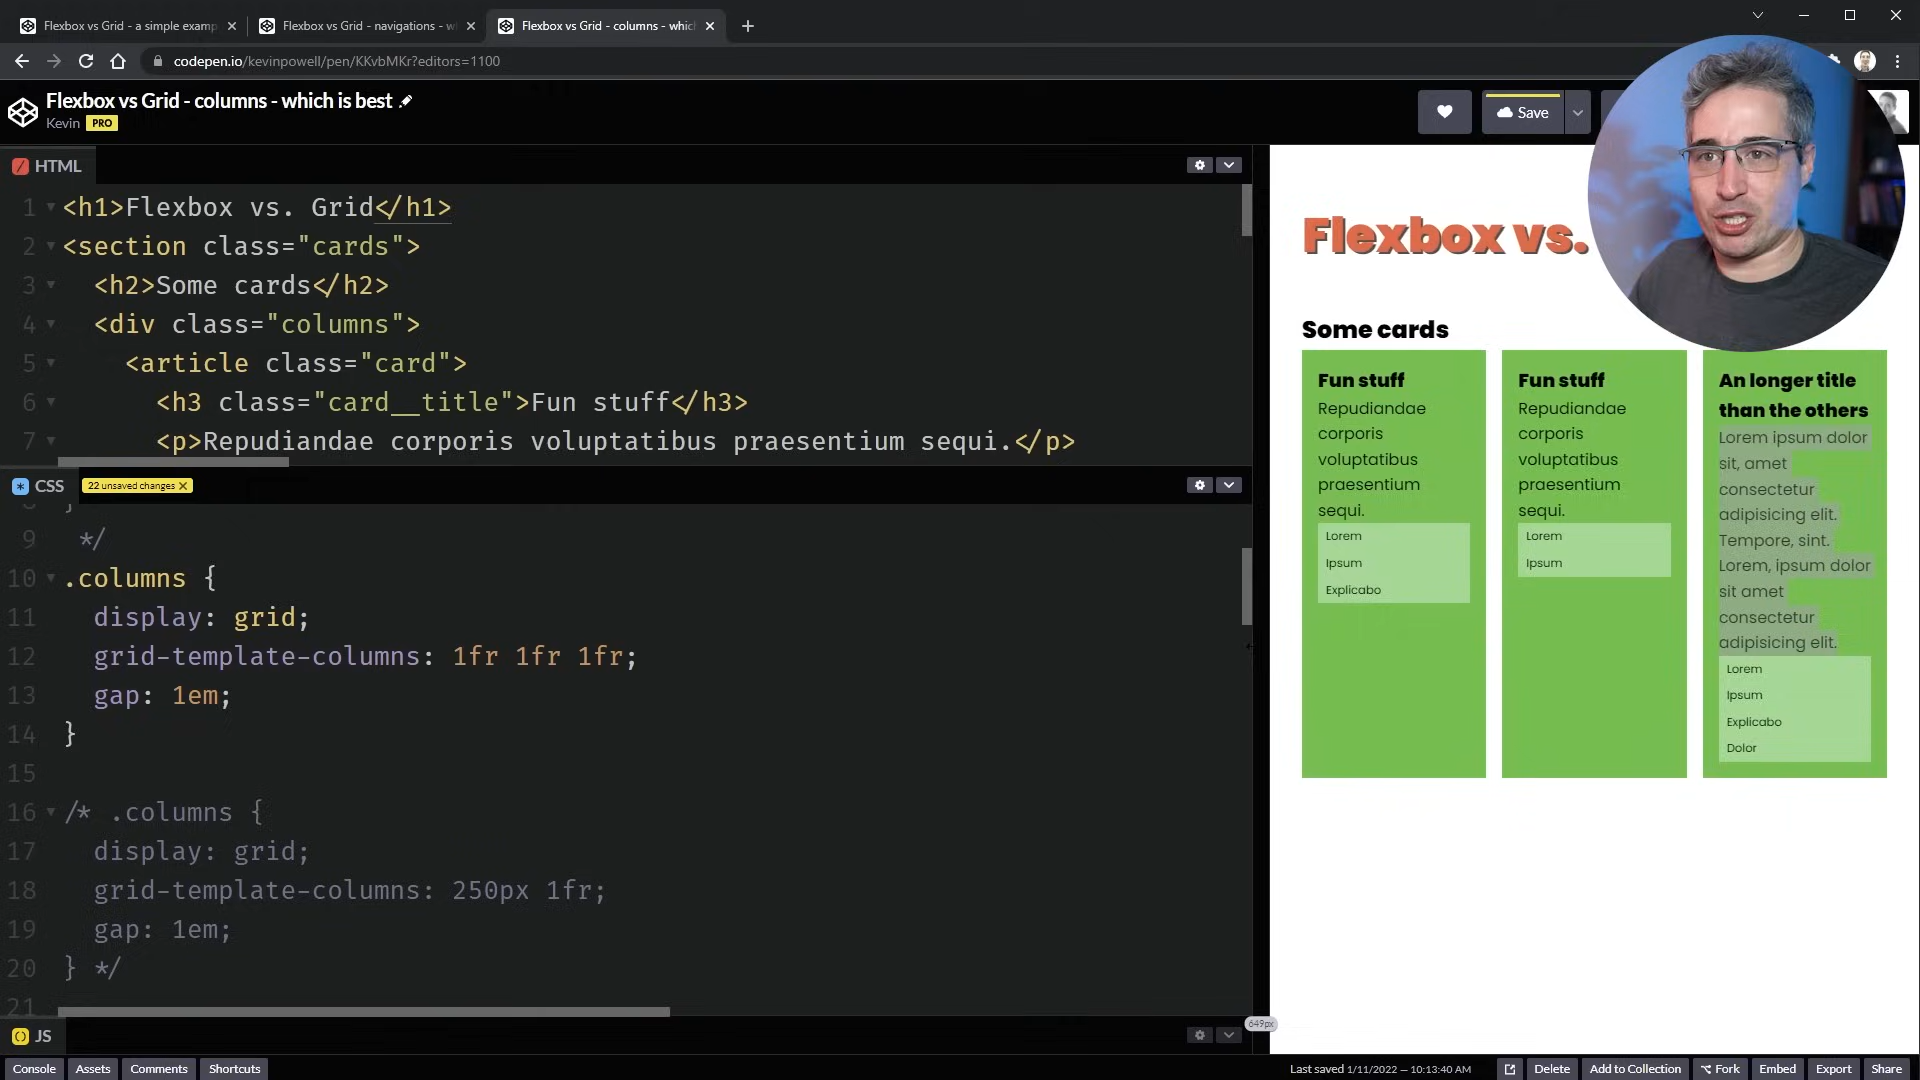 Flexbox vs Grid - a simple examp
Flexbox vs Grid - navigations - w
Flexbox vs Grid - columns - whic
codepen.io/kevinpowell/pen/KKvbMKr?editors=1100
Flexbox vs Grid - columns - which is best
Kevin PRO
Save
HTML
1 <h1>Flexbox vs. Grid</h1>
2 <section class="cards">
3 <h2>Some cards</h2>
4 <div class="columns">
5 <article class="card">
6 <h3 class="card__title">Fun stuff</h3>
7 <p>Repudiandae corporis voluptatibus praesentium sequi.</p>
CSS
22 unsaved changes X
8 }
9 */
10 .columns {
11 display: grid;
12 grid-template-columns: 1fr 1fr 1fr;
13 gap: 1em;
14 }
15
16 /* .columns {
17 display: grid;
18 grid-template-columns: 250px 1fr;
19 gap: 1em;
20 } */
21
JS
649px
Flexbox vs.
Some cards
Fun stuff
Repudiandae
corporis
voluptatibus
praesentium
sequi.
Lorem
Ipsum
Explicabo
Fun stuff
Repudiandae
corporis
voluptatibus
praesentium
sequi.
Lorem
Ipsum
An longer title
than the others
Lorem ipsum dolor
sit, amet
consectetur
adipisicing elit.
Tempore, sint.
Lorem, ipsum dolor
sit amet
consectetur
adipisicing elit.
Lorem
Ipsum
Explicabo
Dolor
Console
Assets
Comments
Shortcuts
Last saved 1/11/2022 — 10:13:40 AM
Delete
Add to Collection
Fork
Embed
Export
Share